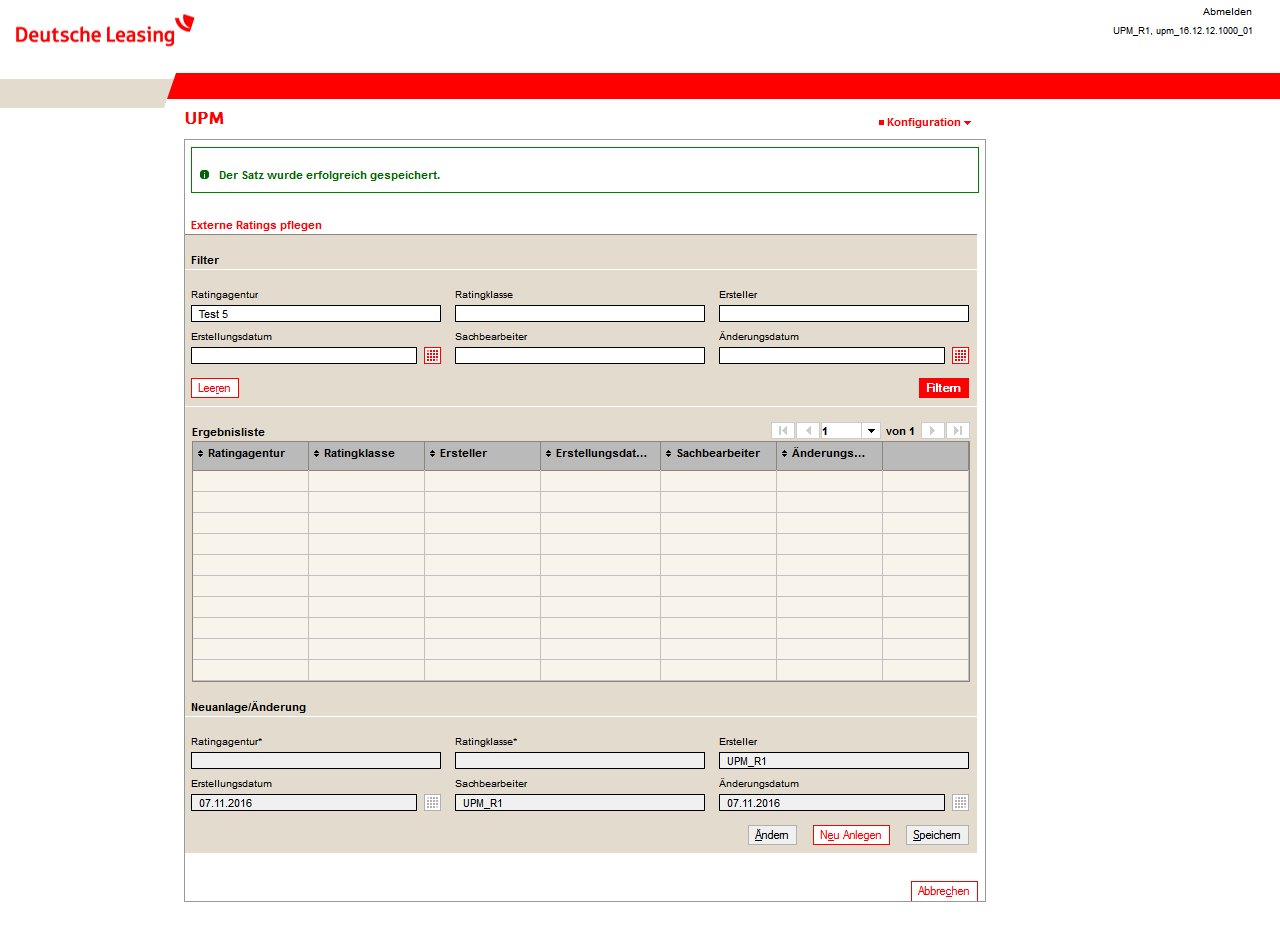 Deutsche Leasing
Abmelden
UPM_R1, upm_16.12.12.1000_01
UPM
Konfiguration
Der Satz wurde erfolgreich gespeichert.
Externe Ratings pflegen
Filter
Ratingagentur Ratingklasse Ersteller
Test 5
Erstellungsdatum Sachbearbeiter Änderungsdatum
Leeren Filtern
Ergebnisliste 1 von 1
Ratingagentur Ratingklasse Ersteller Erstellungsdat... Sachbearbeiter Änderungs...
Neuanlage/Änderung
Ratingagentur* Ratingklasse* Ersteller
UPM_R1
Erstellungsdatum Sachbearbeiter Änderungsdatum
07.11.2016 UPM_R1 07.11.2016
Ändern Neu Anlegen Speichern
Abbrechen